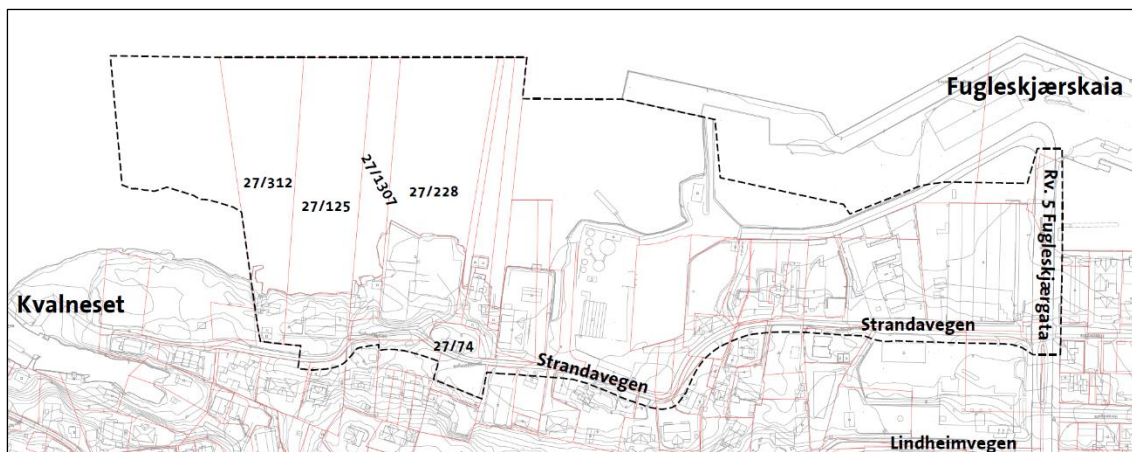 Fugleskjærskaia
27/312
27/125
27/1307
27/228
Rv. 5 Fugleskjærgata
Kvalneset
27/74
Strandavegen
Strandavegen
Lindheimvegen